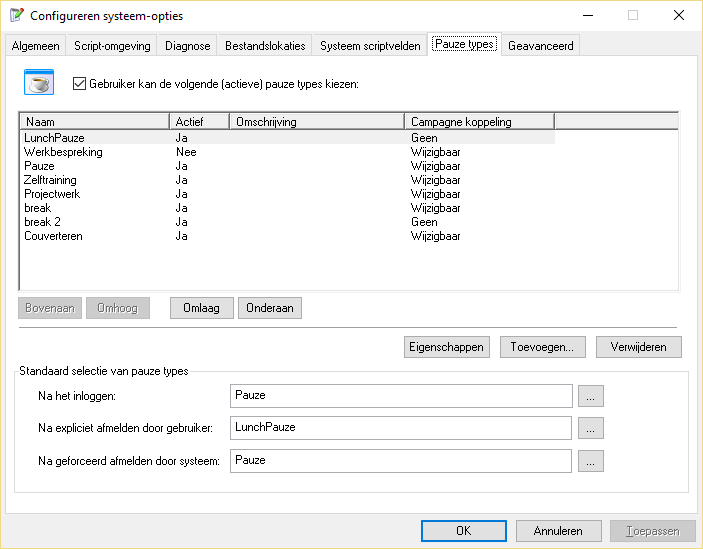 Configureren systeem-opties
Algemeen Script-omgeving Diagnose Bestandslokaties Systeem scriptvelden Pauze types Geavanceerd
Gebruiker kan de volgende (actieve) pauze types kiezen:
Naam Actief Omschrijving Campagne koppeling
LunchPauze Ja Geen
Werkbespreking Nee Wijzigbaar
Pauze Ja Wijzigbaar
Zelftraining Ja Wijzigbaar
Projectwerk Ja Wijzigbaar
break Ja Wijzigbaar
break 2 Ja Geen
Couverteren Ja Wijzigbaar
Bovenaan Omhoog Omlaag Onderaan
Eigenschappen Toevoegen... Verwijderen
Standaard selectie van pauze types
Na het inloggen: Pauze ...
Na expliciet afmelden door gebruiker: LunchPauze ...
Na geforceerd afmelden door systeem: Pauze ...
OK Annuleren Toepassen